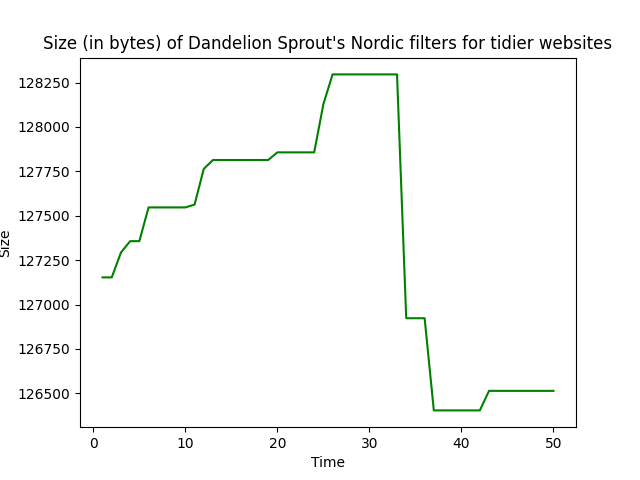 Size (in bytes) of Dandelion Sprout's Nordic filters for tidier websites
128250
128000
127750
127500
127250
127000
126750
126500
Size
0 10 20 30 40 50
Time